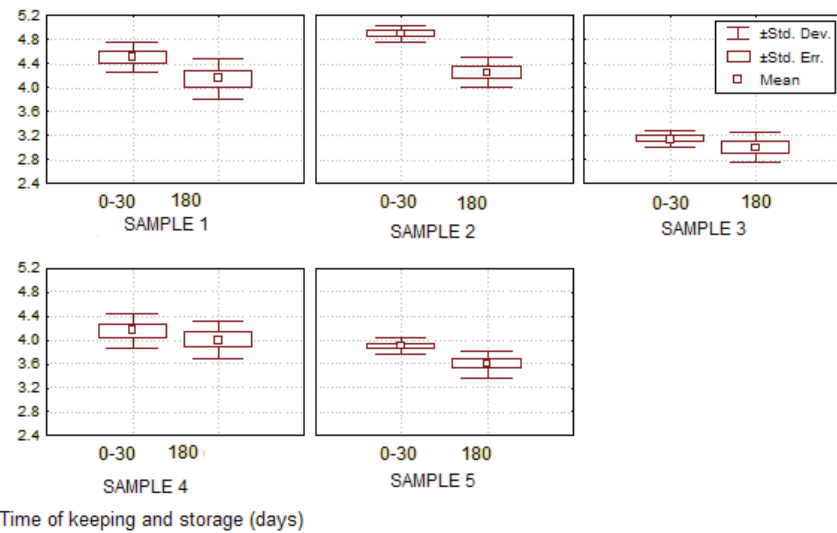 5.2
4.8
4.4
4.0
3.6
3.2
2.8
2.4
±Std. Dev.
±Std. Err.
Mean
0-30 180
SAMPLE 1
0-30 180
SAMPLE 2
0-30 180
SAMPLE 3
5.2
4.8
4.4
4.0
3.6
3.2
2.8
2.4
0-30 180
SAMPLE 4
0-30 180
SAMPLE 5
Time of keeping and storage (days)